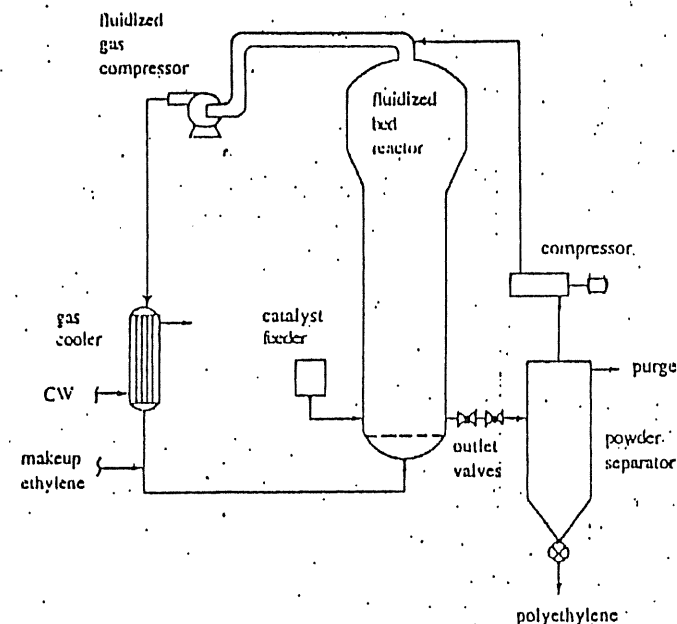 fluidized
gas
compressor
fluidized
bed
reactor
compressor
gas
cooler
catalyst
feeder
CW
purge
makeup
ethylene
outlet
valves
powder
separator
polyethylene